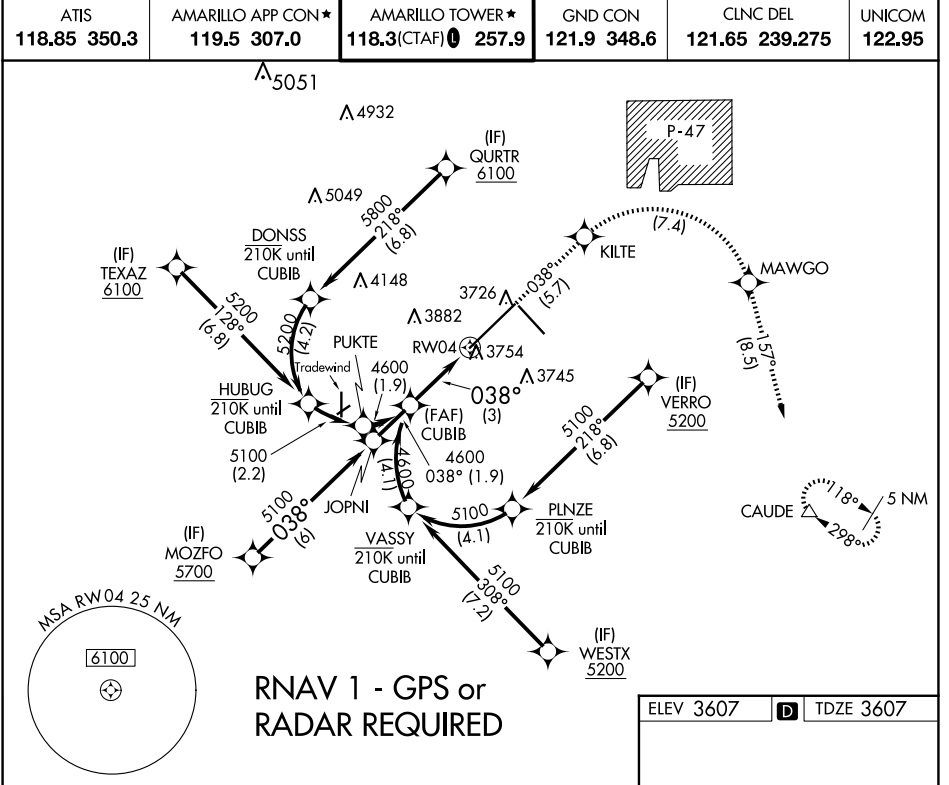 ATIS
118.85 350.3
AMARILLO APP CON★
119.5 307.0
AMARILLO TOWER★
118.3(CTAF) L 257.9
GND CON
121.9 348.6
CLNC DEL
121.65 239.275
UNICOM
122.95
5051
4932
P-47
(IF)
QURTR
6100
5049
5800
218°
(6.8)
(7.4)
DONSS
210K until
CUBIB
KILTE
(IF)
TEXAZ
6100
4148
MAWGO
038°
(5.7)
3726
5200
128°
(6.8)
5200
(4.2)
3882
PUKTE
RW04
3754
157°
(8.5)
Tradewind
4600
(1.9)
038°
(3)
3745
(IF)
VERRO
5200
HUBUG
210K until
CUBIB
(FAF)
CUBIB
5100
218°
(6.8)
5100
(2.2)
4600
038° (1.9)
4600
(4.1)
JOPNI
5100
038°
(6)
5100
(4.1)
PLNZE
210K until
CUBIB
CAUDE
118°
298°
5 NM
(IF)
MOZFO
5700
VASSY
210K until
CUBIB
5100
308°
(7.2)
(IF)
WESTX
5200
MSA RW04 25 NM
6100
RNAV 1 - GPS or
RADAR REQUIRED
ELEV 3607 D TDZE 3607